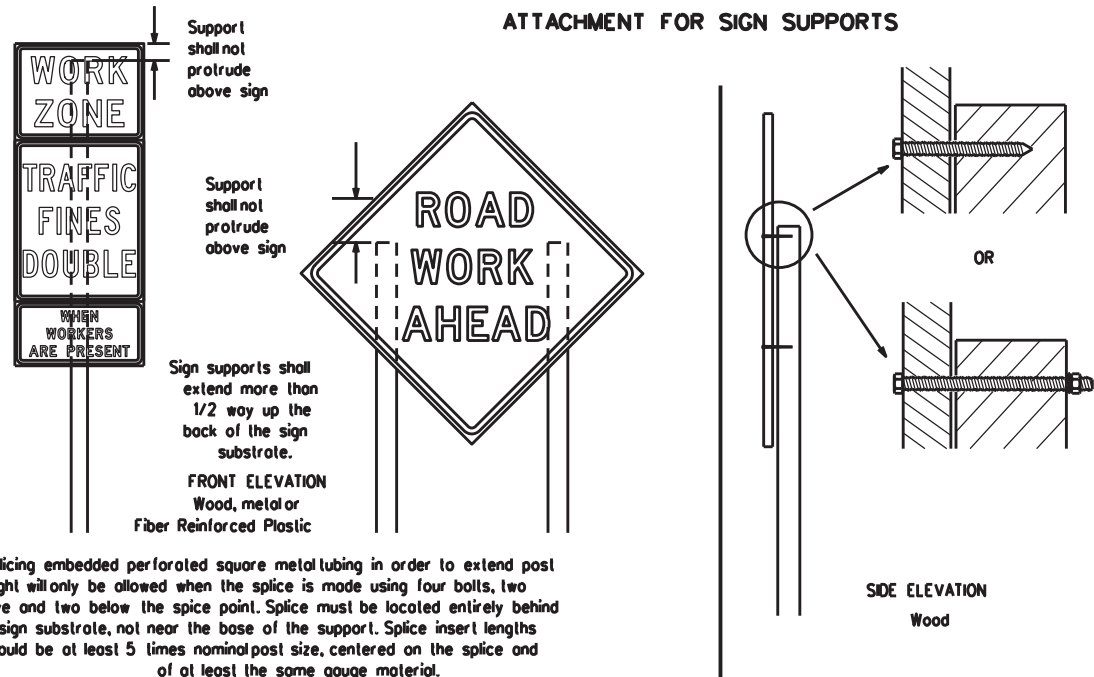 ATTACHMENT FOR SIGN SUPPORTS
Support
shall not
protrude
above sign
WORK
ZONE
TRAFFIC
FINES
DOUBLE
WHEN
WORKERS
ARE PRESENT
Support
shall not
protrude
above sign
ROAD
WORK
AHEAD
Sign supports shall
extend more than
1/2 way up the
back of the sign
substrate.
FRONT ELEVATION
Wood, metal or
Fiber Reinforced Plastic
OR
SIDE ELEVATION
Wood
embedded perforated square metal tubing in order to extend post
will only be allowed when the splice is made using four bolts, two
and two below the spice point. Splice must be located entirely behind
sign substrate, not near the base of the support. Splice insert lengths
be at least 5 times nominal post size, centered on the splice and
of at least the same gauge material.